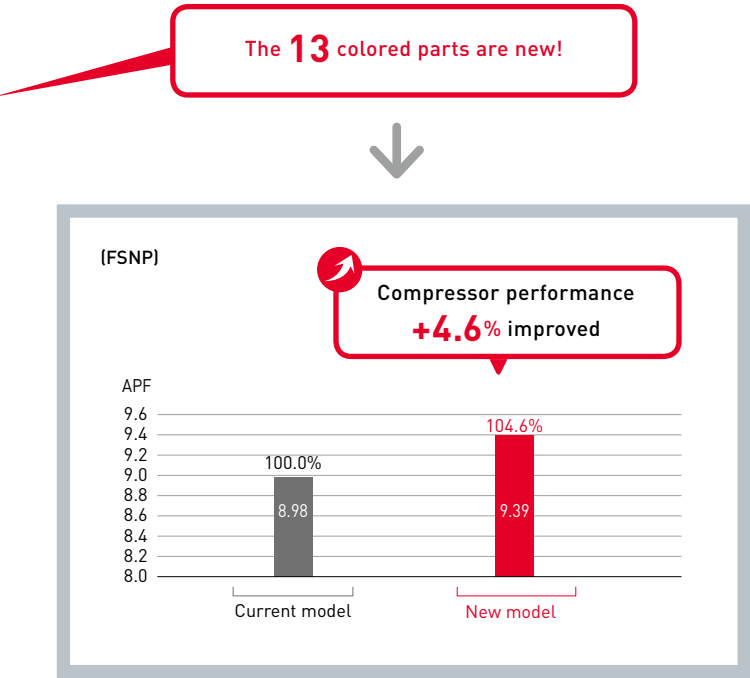 The 13 colored parts are new!
(FSNP)
Compressor performance
+4.6% improved
APF
9.6
9.4
9.2
9.0
8.8
8.6
8.4
8.2
8.0
100.0%
8.98
104.6%
9.39
Current model
New model